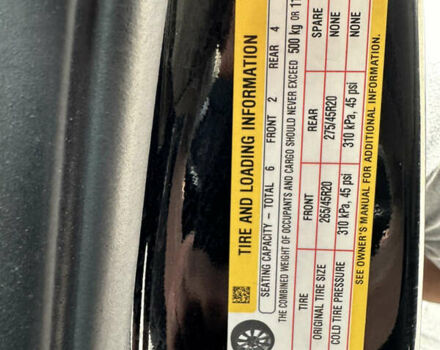 TIRE AND LOADING INFORMATION
SEATING CAPACITY – TOTAL 6 FRONT 2 REAR 4
THE COMBINED WEIGHT OF OCCUPANTS AND CARGO SHOULD NEVER EXCEED 500 kg OR
TIRE FRONT REAR SPARE
ORIGINAL TIRE SIZE 265/45R20 275/45R20 NONE
COLD TIRE PRESSURE 310 kPa, 45 psi 310 kPa, 45 psi NONE
SEE OWNER'S MANUAL FOR ADDITIONAL INFORMATION.